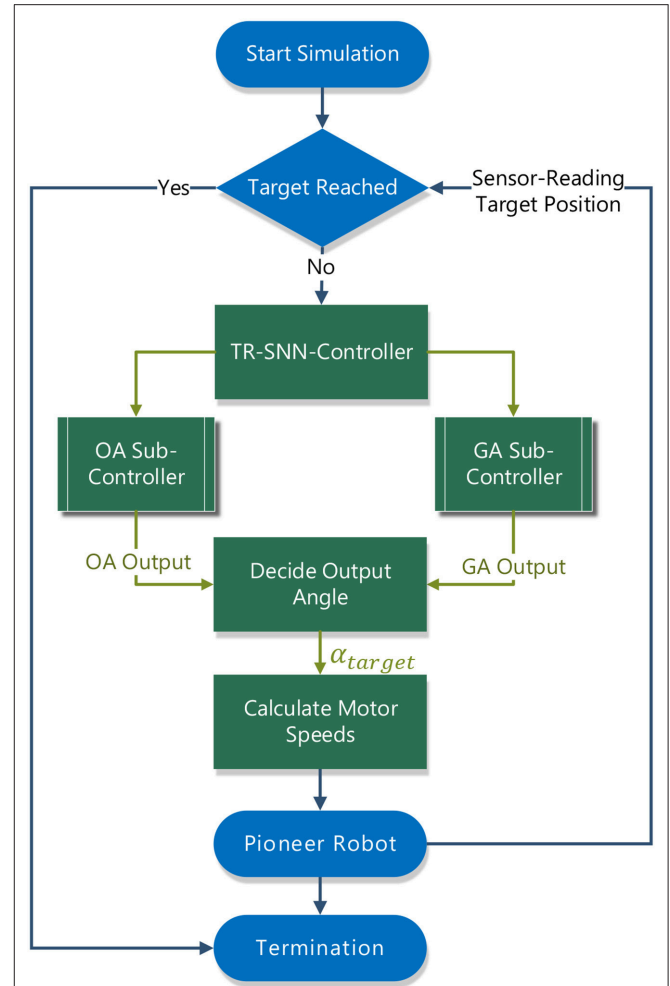 Start Simulation
Yes
Target Reached
Sensor-Reading
Target Position
No
TR-SNN-Controller
OA Sub-
Controller
GA Sub-
Controller
OA Output
Decide Output
Angle
GA Output
α_target
Calculate Motor
Speeds
Pioneer Robot
Termination